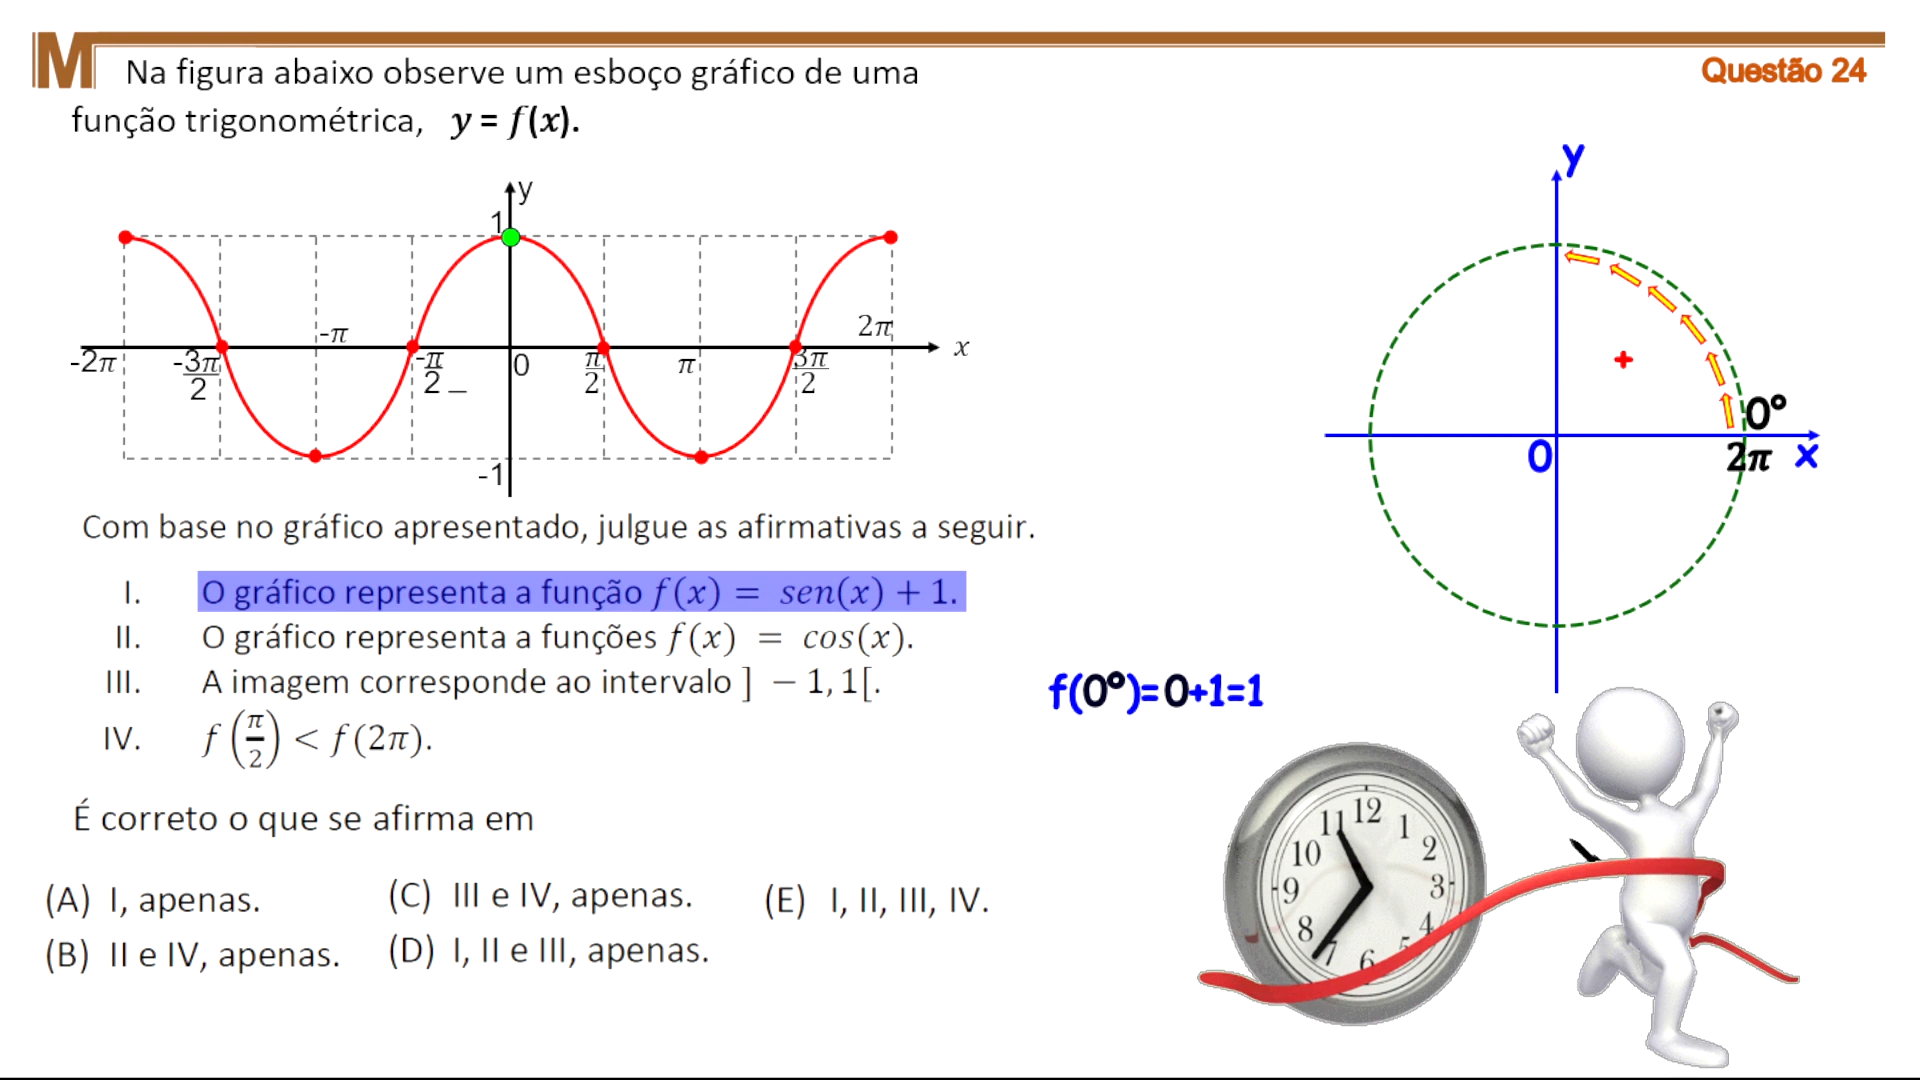 M
Na figura abaixo observe um esboço gráfico de uma
Questão 24
função trigonométrica, y = f(x).
y
1
-2π
-3π/2
-π
-π/2
_
0
π/2
π
3π/2
2π
x
-1
y
0°
0
2π
x
Com base no gráfico apresentado, julgue as afirmativas a seguir.
I. O gráfico representa a função f(x) = sen(x) + 1.
II. O gráfico representa a funções f(x) = cos(x).
III. A imagem corresponde ao intervalo ] − 1, 1[.
IV. f(π/2) < f(2π).
f(0°)=0+1=1
É correto o que se afirma em
(A) I, apenas.
(B) II e IV, apenas.
(C) III e IV, apenas.
(D) I, II e III, apenas.
(E) I, II, III, IV.
12
1
2
3
4
5
6
7
8
9
10
11